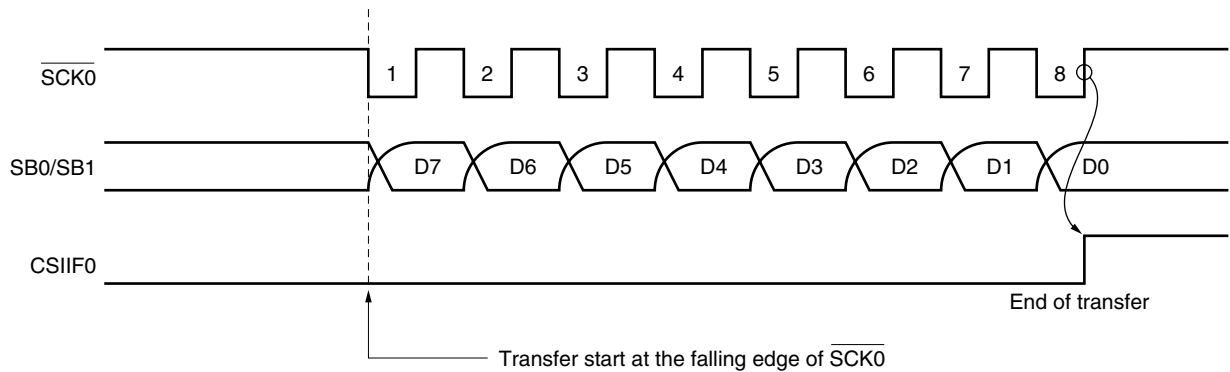 SCK0
1 2 3 4 5 6 7 8
SB0/SB1
D7 D6 D5 D4 D3 D2 D1 D0
CSIIF0
End of transfer
Transfer start at the falling edge of SCK0